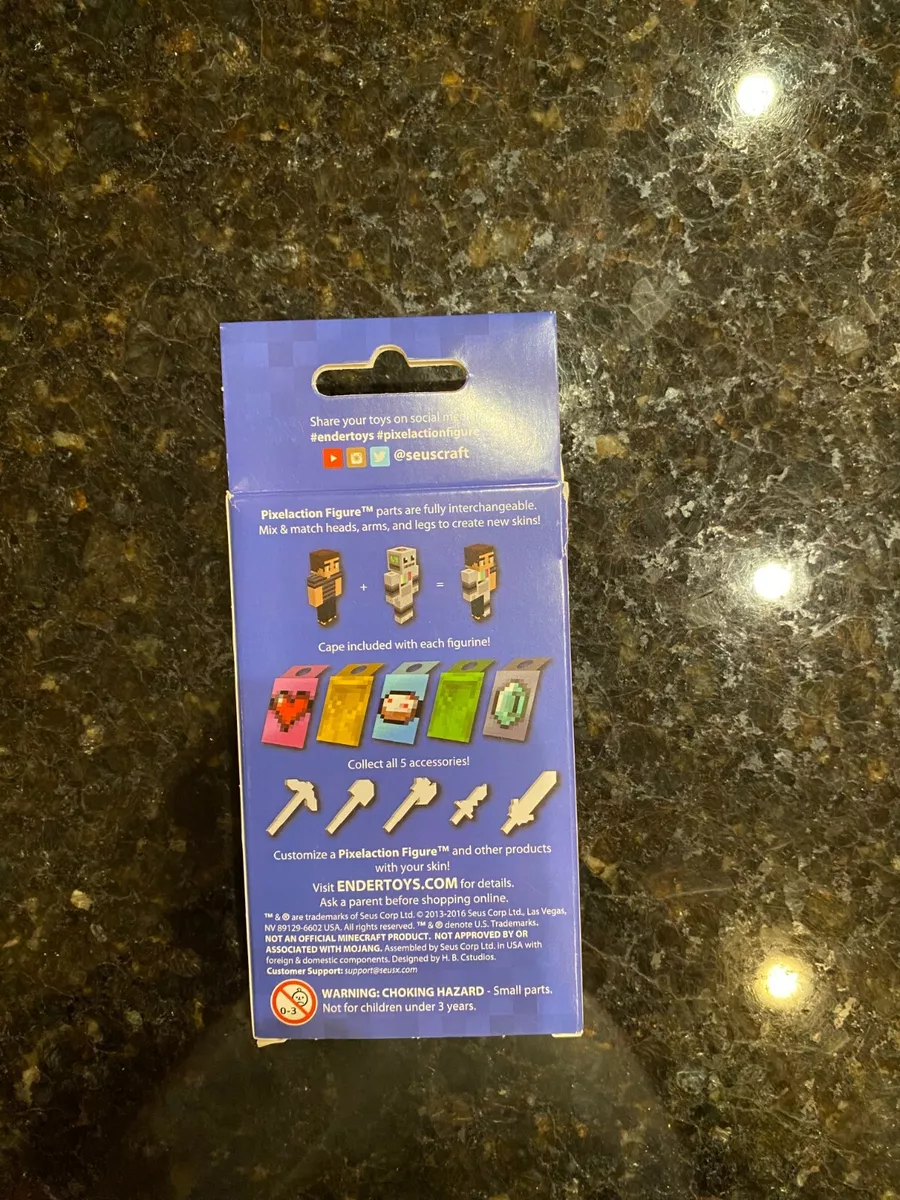 Share your toys on social
#endertoys #pixelactionfigure
@seuscraft
Pixelaction Figure™ parts are fully interchangeable.
Mix & match heads, arms, and legs to create new skins!
+ =
Cape included with each figurine!
Collect all 5 accessories!
Customize a Pixelaction Figure™ and other products
with your skin!
Visit ENDERTOYS.COM for details.
Ask a parent before shopping online.
™ & ® are trademarks of Seus Corp Ltd. © 2013-2016 Seus Corp Ltd., Las Vegas,
NV 89129-6602 USA. All rights reserved. ™ & ® denote U.S. Trademarks.
NOT AN OFFICIAL MINECRAFT PRODUCT. NOT APPROVED BY OR
ASSOCIATED WITH MOJANG. Assembled by Seus Corp Ltd. in USA with
foreign & domestic components. Designed by H. B. Cstudios.
Customer Support: support@seusx.com
0-3
WARNING: CHOKING HAZARD - Small parts.
Not for children under 3 years.